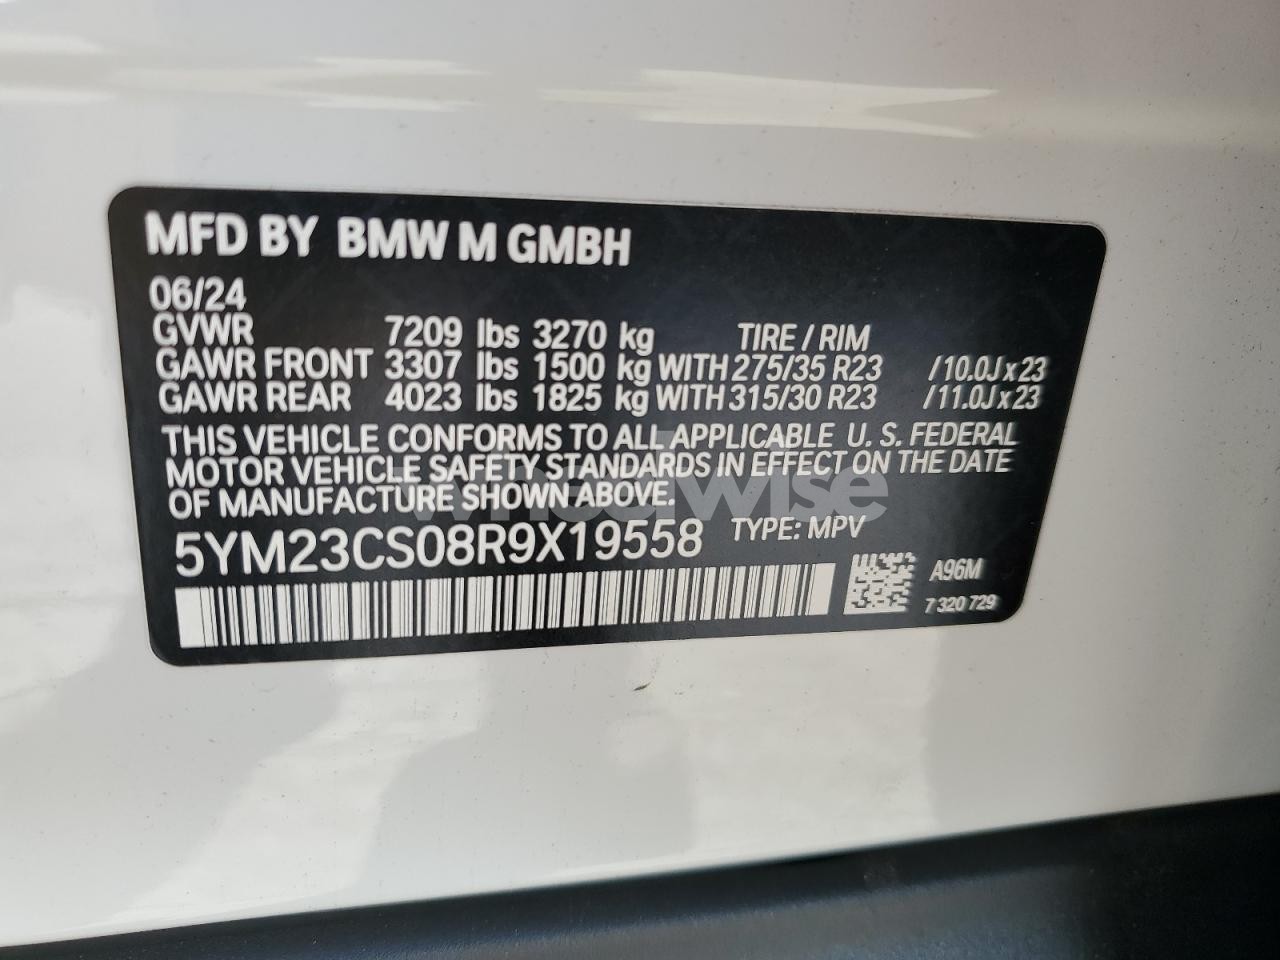 MFD BY BMW M GMBH
06/24
GVWR 7209 lbs 3270 kg TIRE / RIM
GAWR FRONT 3307 lbs 1500 kg WITH 275/35 R23 /10.0J x 23
GAWR REAR 4023 lbs 1825 kg WITH 315/30 R23 /11.0J x 23
THIS VEHICLE CONFORMS TO ALL APPLICABLE U. S. FEDERAL
MOTOR VEHICLE SAFETY STANDARDS IN EFFECT ON THE DATE
OF MANUFACTURE SHOWN ABOVE.
5YM23CS08R9X19558 TYPE: MPV
A96M
7 320 729
wheelwise